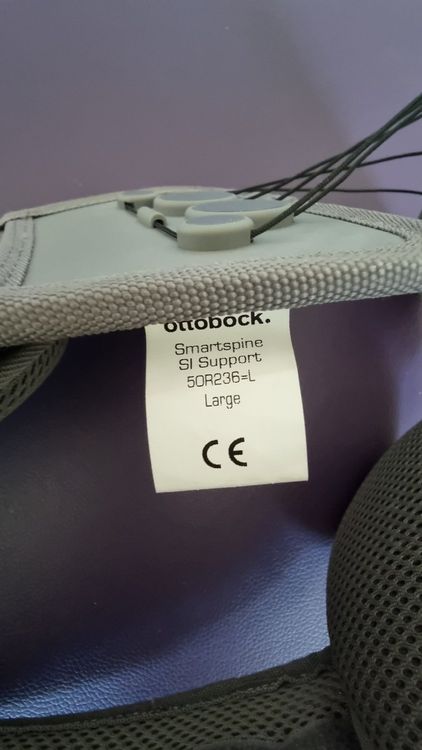 ottobock.
Smartspine
SI Support
50R236=L
Large
CE